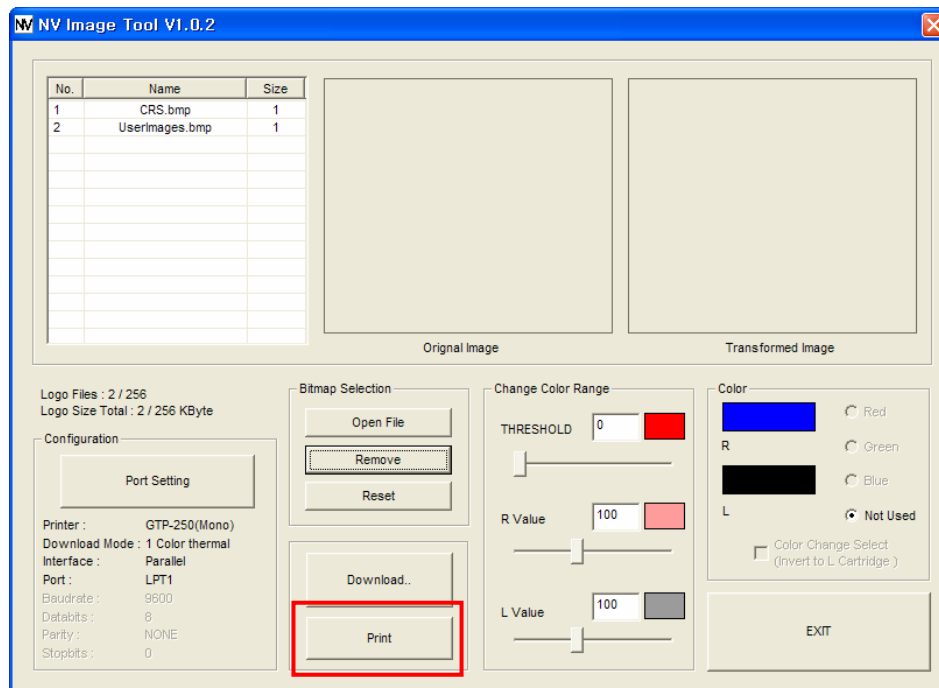 NV NV Image Tool V1.0.2
No. Name Size
1 CRS.bmp 1
2 UserImages.bmp 1
Orignal Image
Transformed Image
Logo Files : 2 / 256
Logo Size Total : 2 / 256 KByte
Configuration
Port Setting
Printer : GTP-250(Mono)
Download Mode : 1 Color thermal
Interface : Parallel
Port : LPT1
Baudrate : 9600
Databits : 8
Parity : NONE
Stopbits : 0
Bitmap Selection
Open File
Remove
Reset
Download..
Print
Change Color Range
THRESHOLD 0
R Value 100
L Value 100
Color
R
L
Red
Green
Blue
Not Used
Color Change Select
(invert to L Cartridge )
EXIT